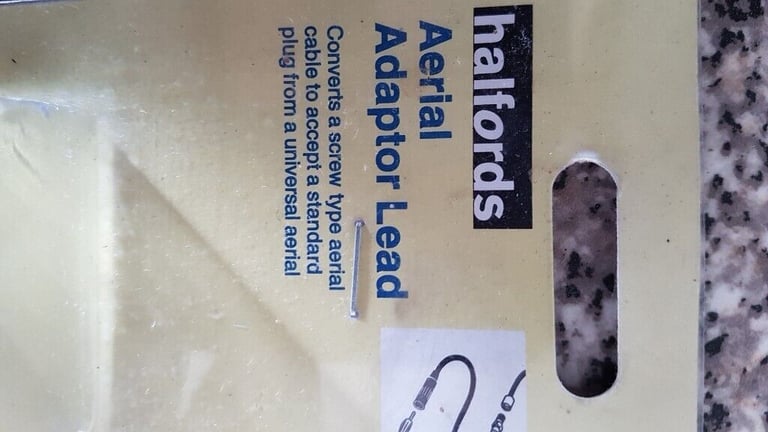 halfords
Aerial
Adaptor Lead
Converts a screw type aerial
cable to accept a standard
plug from a universal aerial